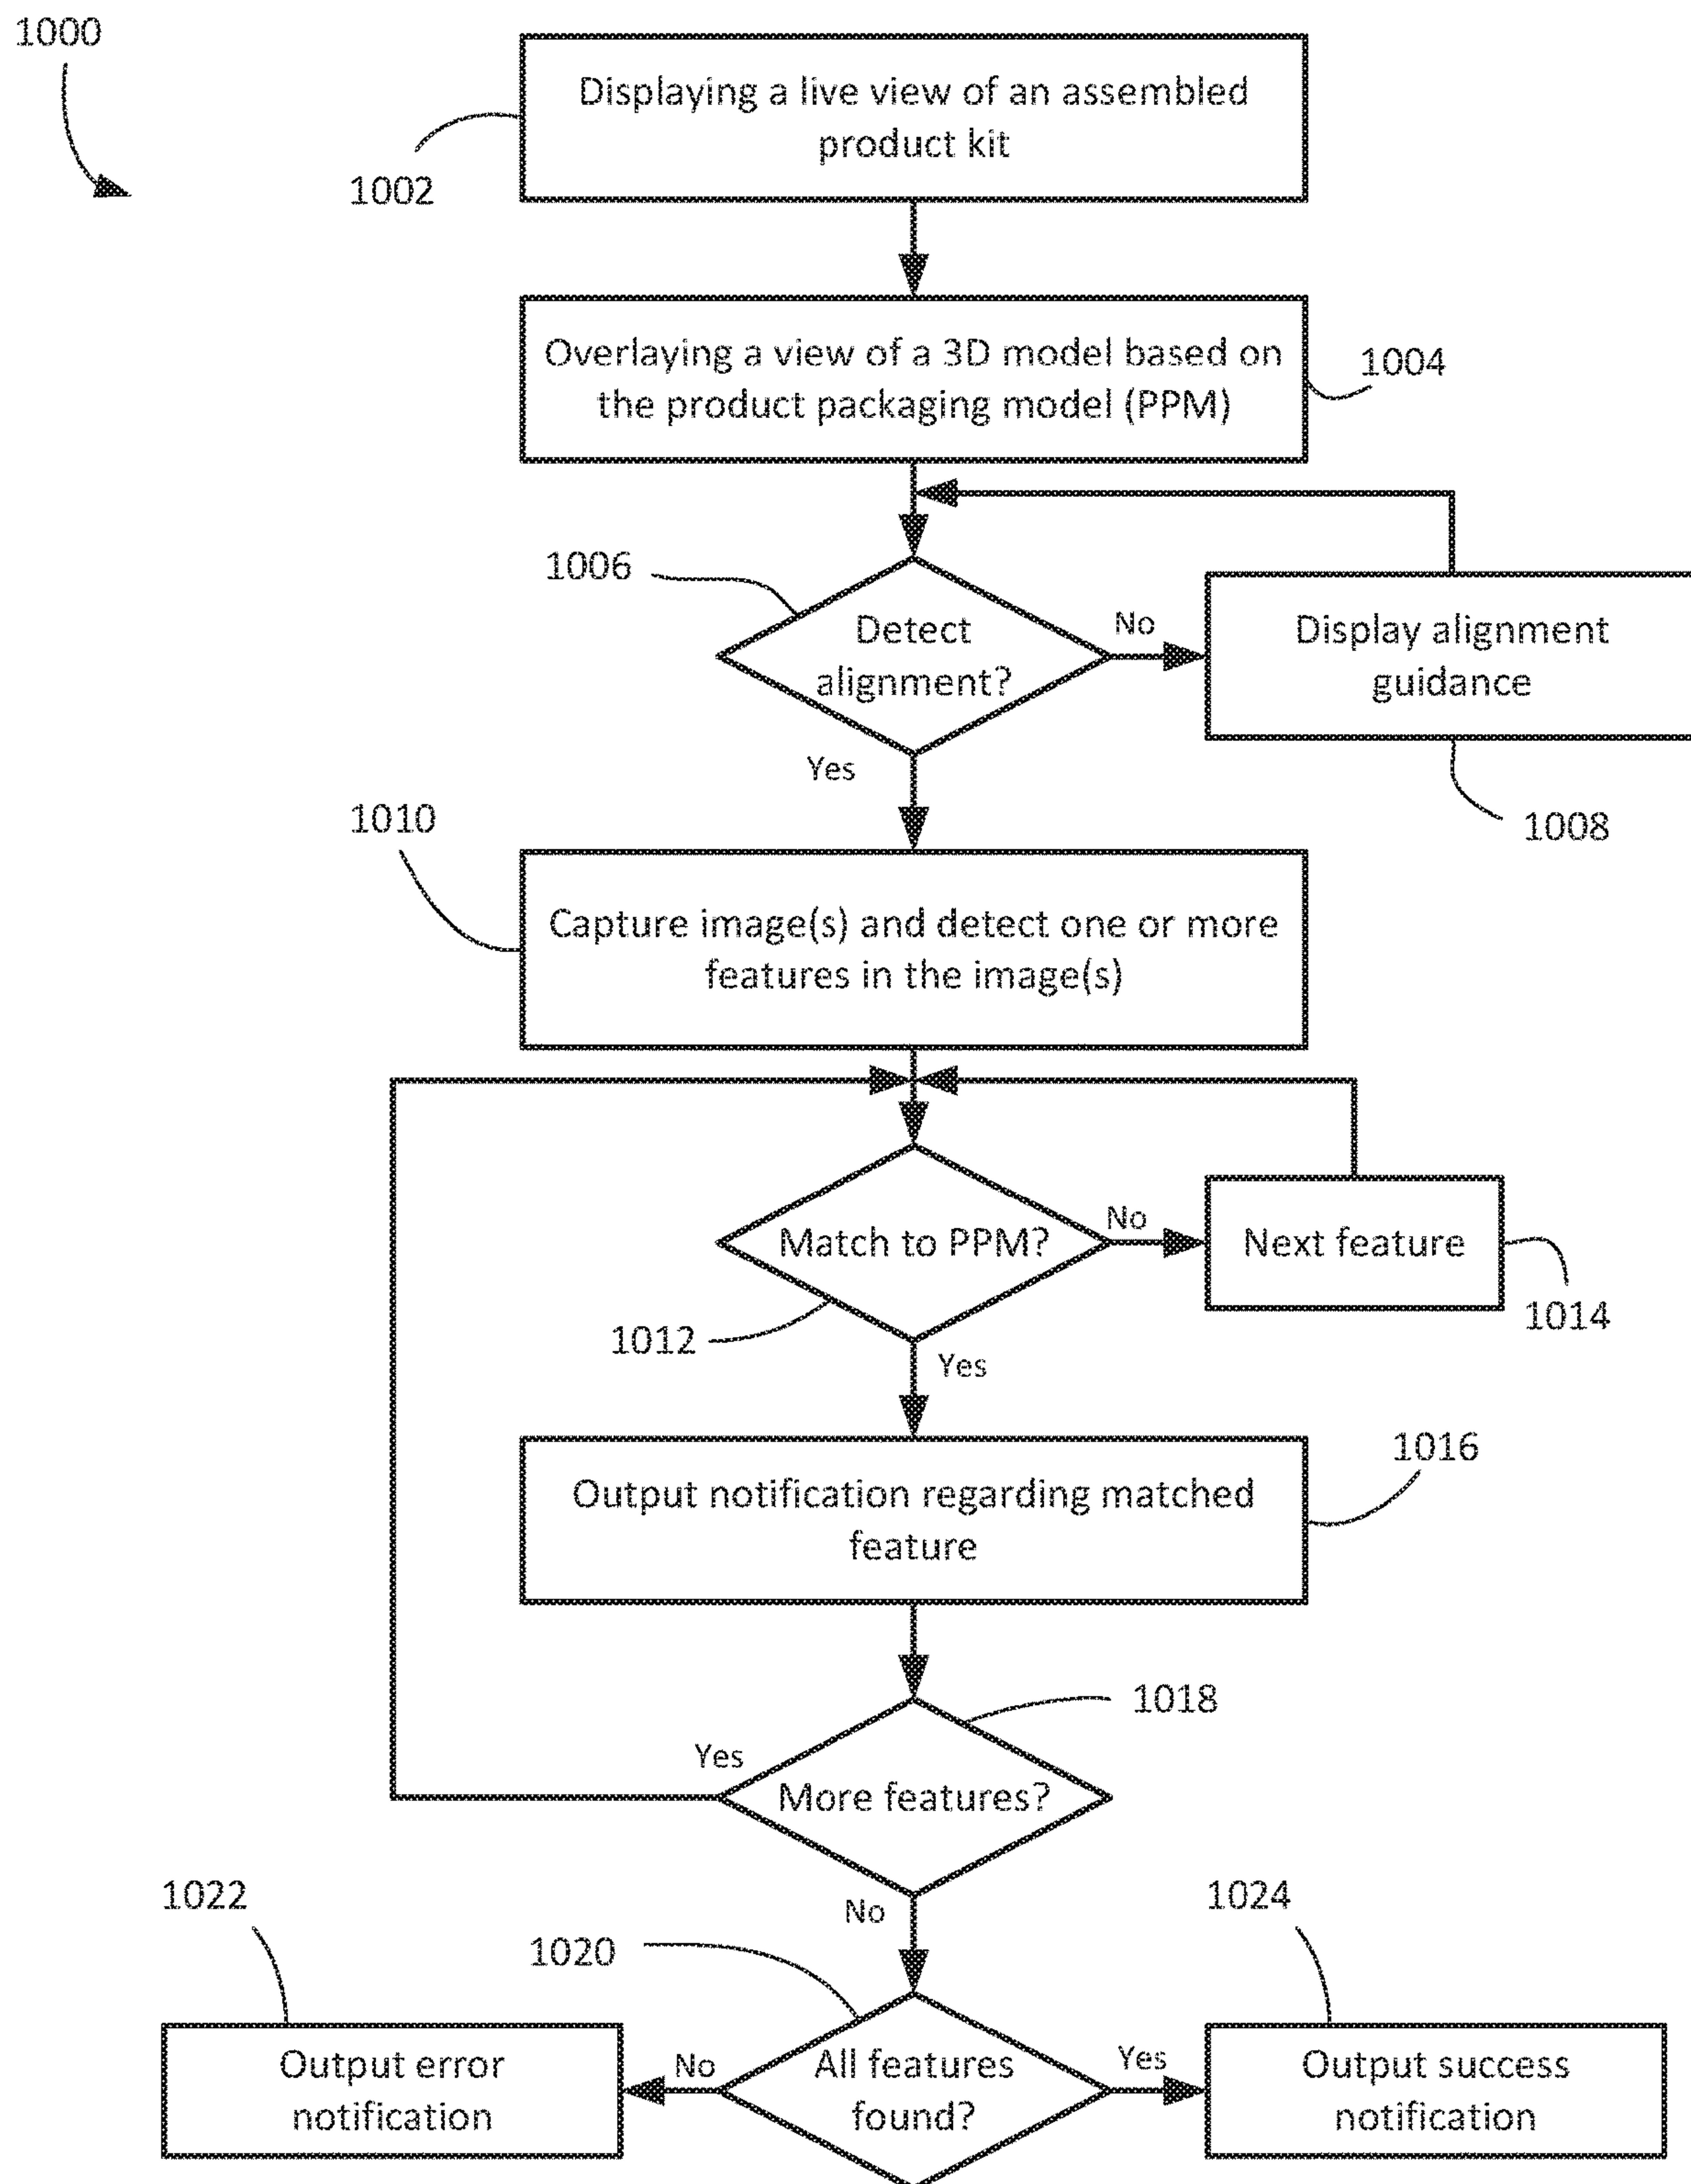 1000
Displaying a live view of an assembled
product kit
1002
Overlaying a view of a 3D model based on
the product packaging model (PPM)
1004
1006
Detect
alignment?
No
Display alignment
guidance
Yes
1008
1010
Capture image(s) and detect one or more
features in the image(s)
Match to PPM?
No
Next feature
1014
1012
Yes
1016
Output notification regarding matched
feature
1018
Yes
More features?
No
1022
1020
1024
Output error
notification
No
All features
found?
Yes
Output success
notification